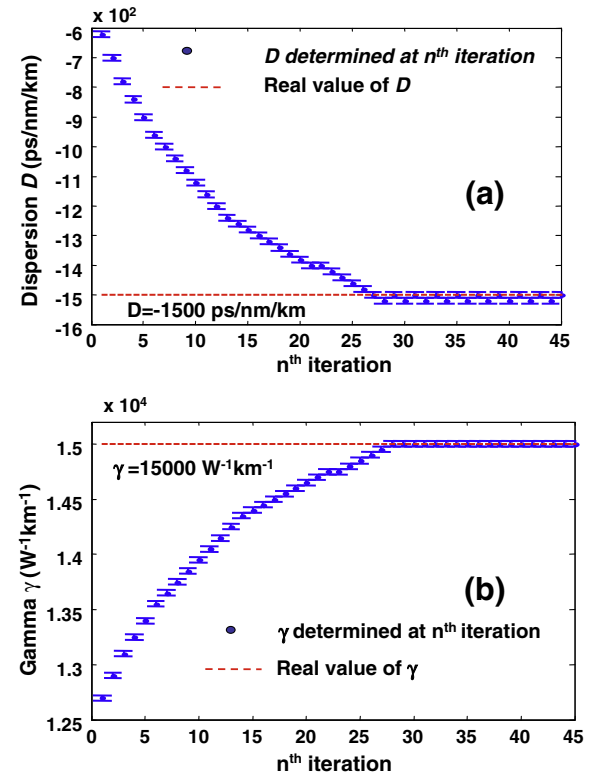 x 10²
-6
-7
-8
-9
-10
-11
-12
-13
-14
-15
-16
Dispersion D (ps/nm/km)
D determined at nᵗʰ iteration
Real value of D
(a)
D=-1500 ps/nm/km
0 5 10 15 20 25 30 35 40 45
nᵗʰ iteration
x 10⁴
1.5
1.45
1.4
1.35
1.3
1.25
Gamma γ (W⁻¹km⁻¹)
γ =15000 W⁻¹km⁻¹
(b)
γ determined at nᵗʰ iteration
Real value of γ
0 5 10 15 20 25 30 35 40 45
nᵗʰ iteration